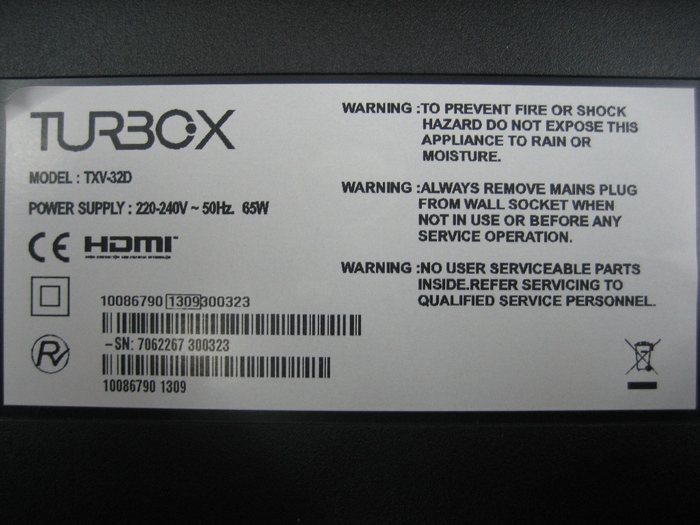 TURBOX
MODEL : TXV-32D
POWER SUPPLY : 220-240V ~ 50Hz. 65W
CE HDMI
10086790 1309300323
-SN: 7062267 300323
10086790 1309
WARNING :TO PREVENT FIRE OR SHOCK
HAZARD DO NOT EXPOSE THIS
APPLIANCE TO RAIN OR
MOISTURE.
WARNING :ALWAYS REMOVE MAINS PLUG
FROM WALL SOCKET WHEN
NOT IN USE OR BEFORE ANY
SERVICE OPERATION.
WARNING :NO USER SERVICEABLE PARTS
INSIDE.REFER SERVICING TO
QUALIFIED SERVICE PERSONNEL.